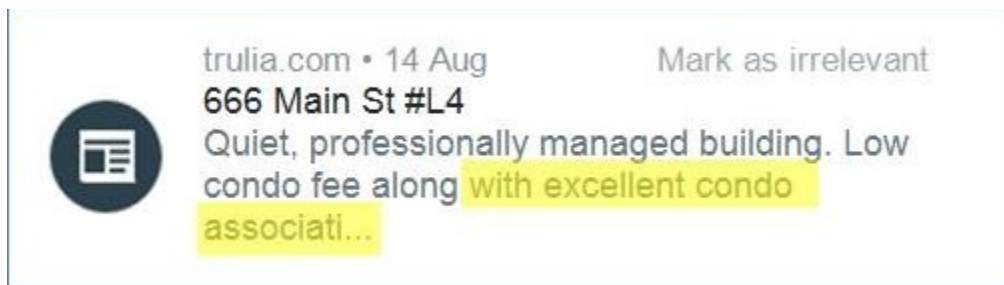 trulia.com • 14 Aug Mark as irrelevant
666 Main St #L4
Quiet, professionally managed building. Low
condo fee along with excellent condo
associati...